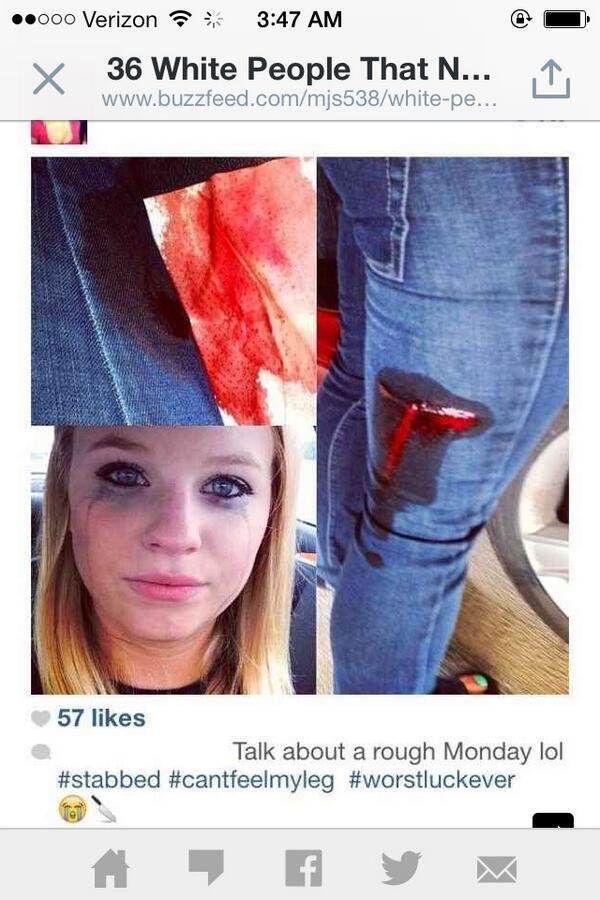 Verizon 3:47 AM
36 White People That N...
www.buzzfeed.com/mjs538/white-pe...
57 likes
Talk about a rough Monday lol
#stabbed #cantfeelmyleg #worstluckever
😭🔪